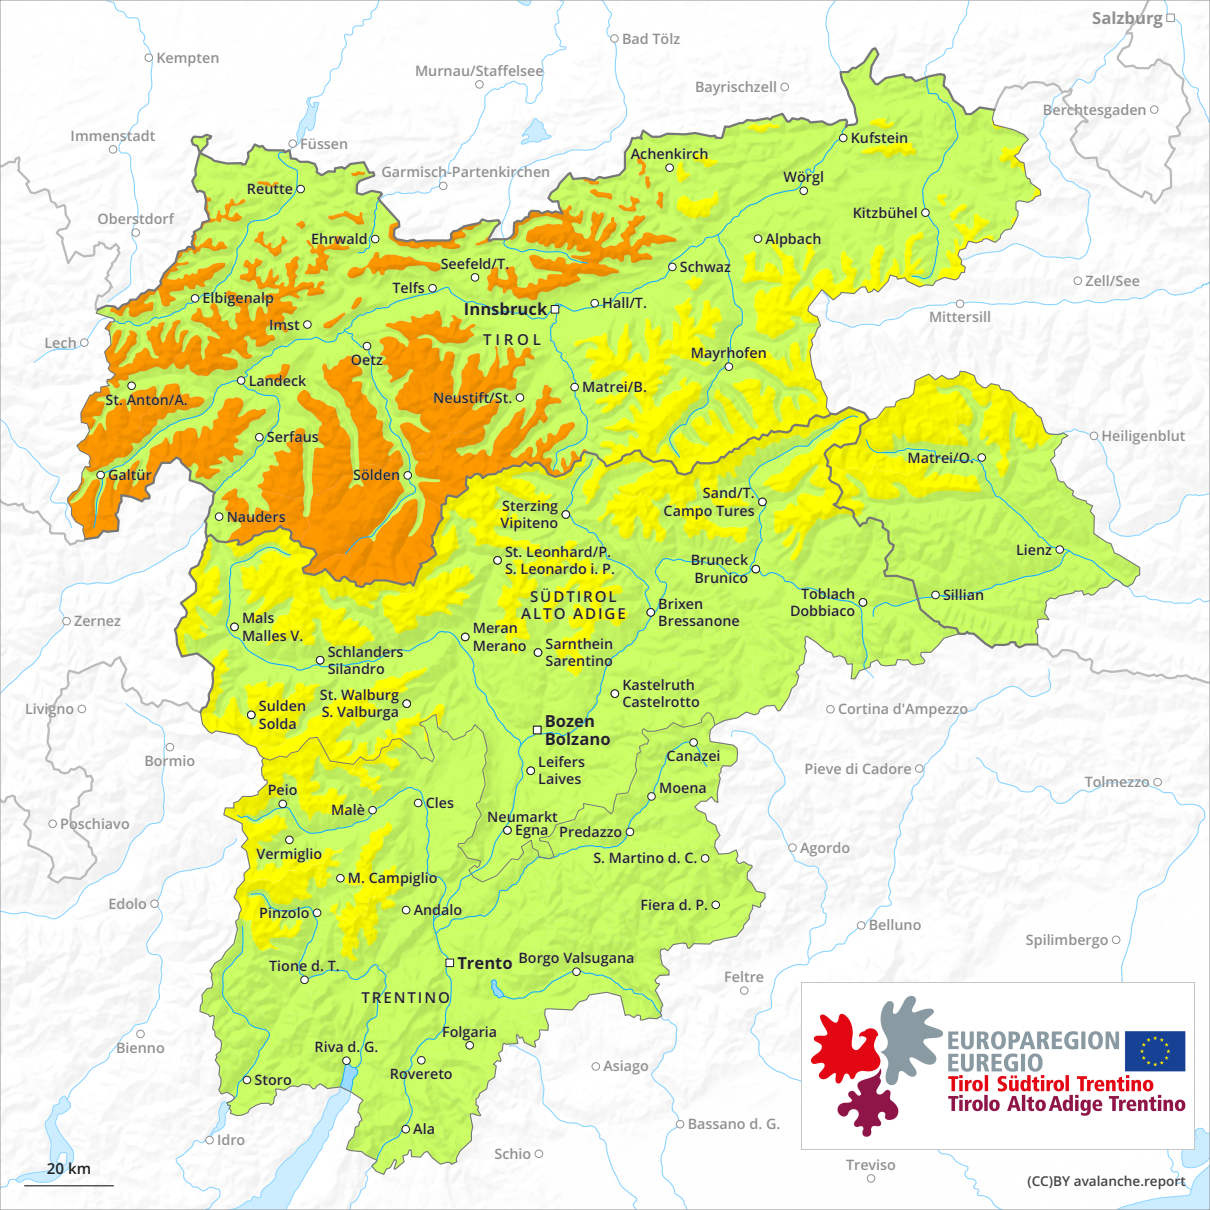 Salzburg
Bad Tölz
Kempten
Murnau/Staffelsee
Bayrischzell
Berchtesgaden
Immenstadt
Füssen
Kufstein
Achenkirch
Garmisch-Partenkirchen
Wörgl
Reutte
Oberstdorf
Kitzbühel
Ehrwald
Alpbach
Seefeld/T.
Schwaz
Zell/See
Telfs
Elbigenalp
Hall/T.
Innsbruck
Mittersill
Imst
TIROL
Lech
Oetz
Mayrhofen
Landeck
Matrei/B.
St. Anton/A.
Neustift/St.
Serfaus
Heiligenblut
Matrei/O.
Galtür
Sölden
Sand/T.
Campo Tures
Sterzing
Vipiteno
Nauders
St. Leonhard/P.
S. Leonardo i. P.
Lienz
Bruneck
Brunico
SÜDTIROL
ALTO ADIGE
Toblach
Dobbiaco
Sillian
Brixen
Bressanone
Zernez
Mals
Malles V.
Meran
Merano
Sarnthein
Sarentino
Schlanders
Silandro
Kastelruth
Castelrotto
St. Walburg
S. Valburga
Sulden
Solda
Livigno
Cortina d'Ampezzo
Bozen
Bolzano
Bormio
Canazei
Leifers
Laives
Pieve di Cadore
Tolmezzo
Peio
Moena
Malè
Cles
Neumarkt
Egna
Predazzo
Poschiavo
Vermiglio
Agordo
S. Martino d. C.
M. Campiglio
Edolo
Fiera d. P.
Pinzolo
Andalo
Belluno
Spilimbergo
Trento
Borgo Valsugana
Tione d. T.
Feltre
TRENTINO
Folgaria
Bienno
Riva d. G.
Rovereto
Asiago
Storo
EUROPAREGION
EUREGIO
Tirol Südtirol Trentino
Tirolo Alto Adige Trentino
Ala
Bassano d. G.
Idro
Schio
Treviso
20 km
(CC)BY avalanche.report